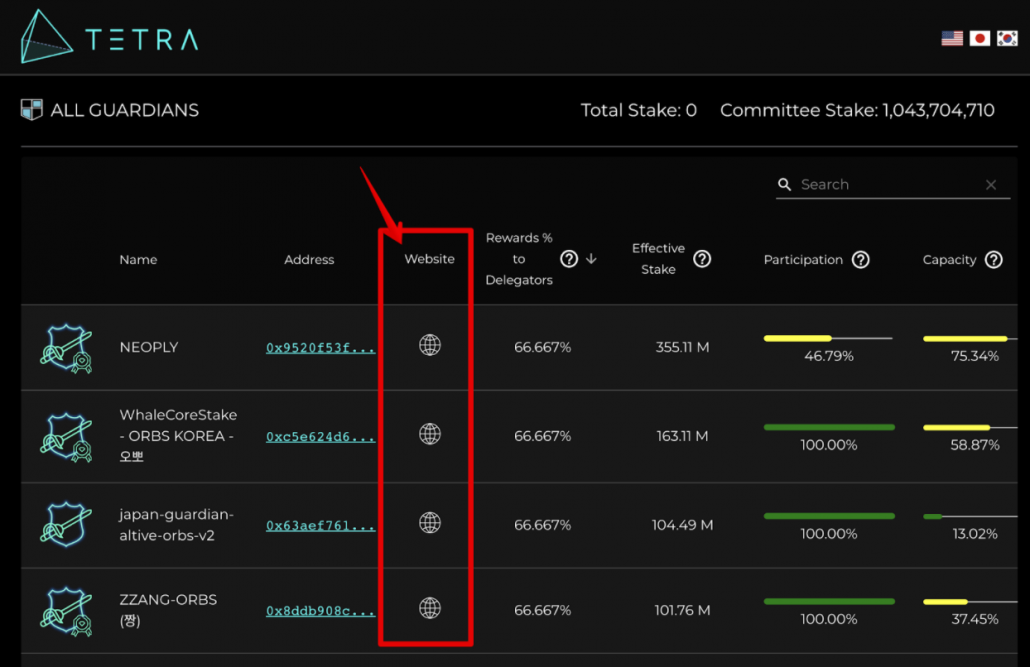 TETRA
ALL GUARDIANS Total Stake: 0 Committee Stake: 1,043,704,710
Search
Name Address Website Rewards % to Delegators Effective Stake Participation Capacity
NEOPLY 0x9520f53f... 66.667% 355.11 M 46.79% 75.34%
WhaleCoreStake
- ORBS KOREA -
오뽀
0xc5e624d6... 66.667% 163.11 M 100.00% 58.87%
japan-guardian-
altive-orbs-v2
0x63aef761... 66.667% 104.49 M 100.00% 13.02%
ZZANG-ORBS
(짱)
0x8ddb908c... 66.667% 101.76 M 100.00% 37.45%